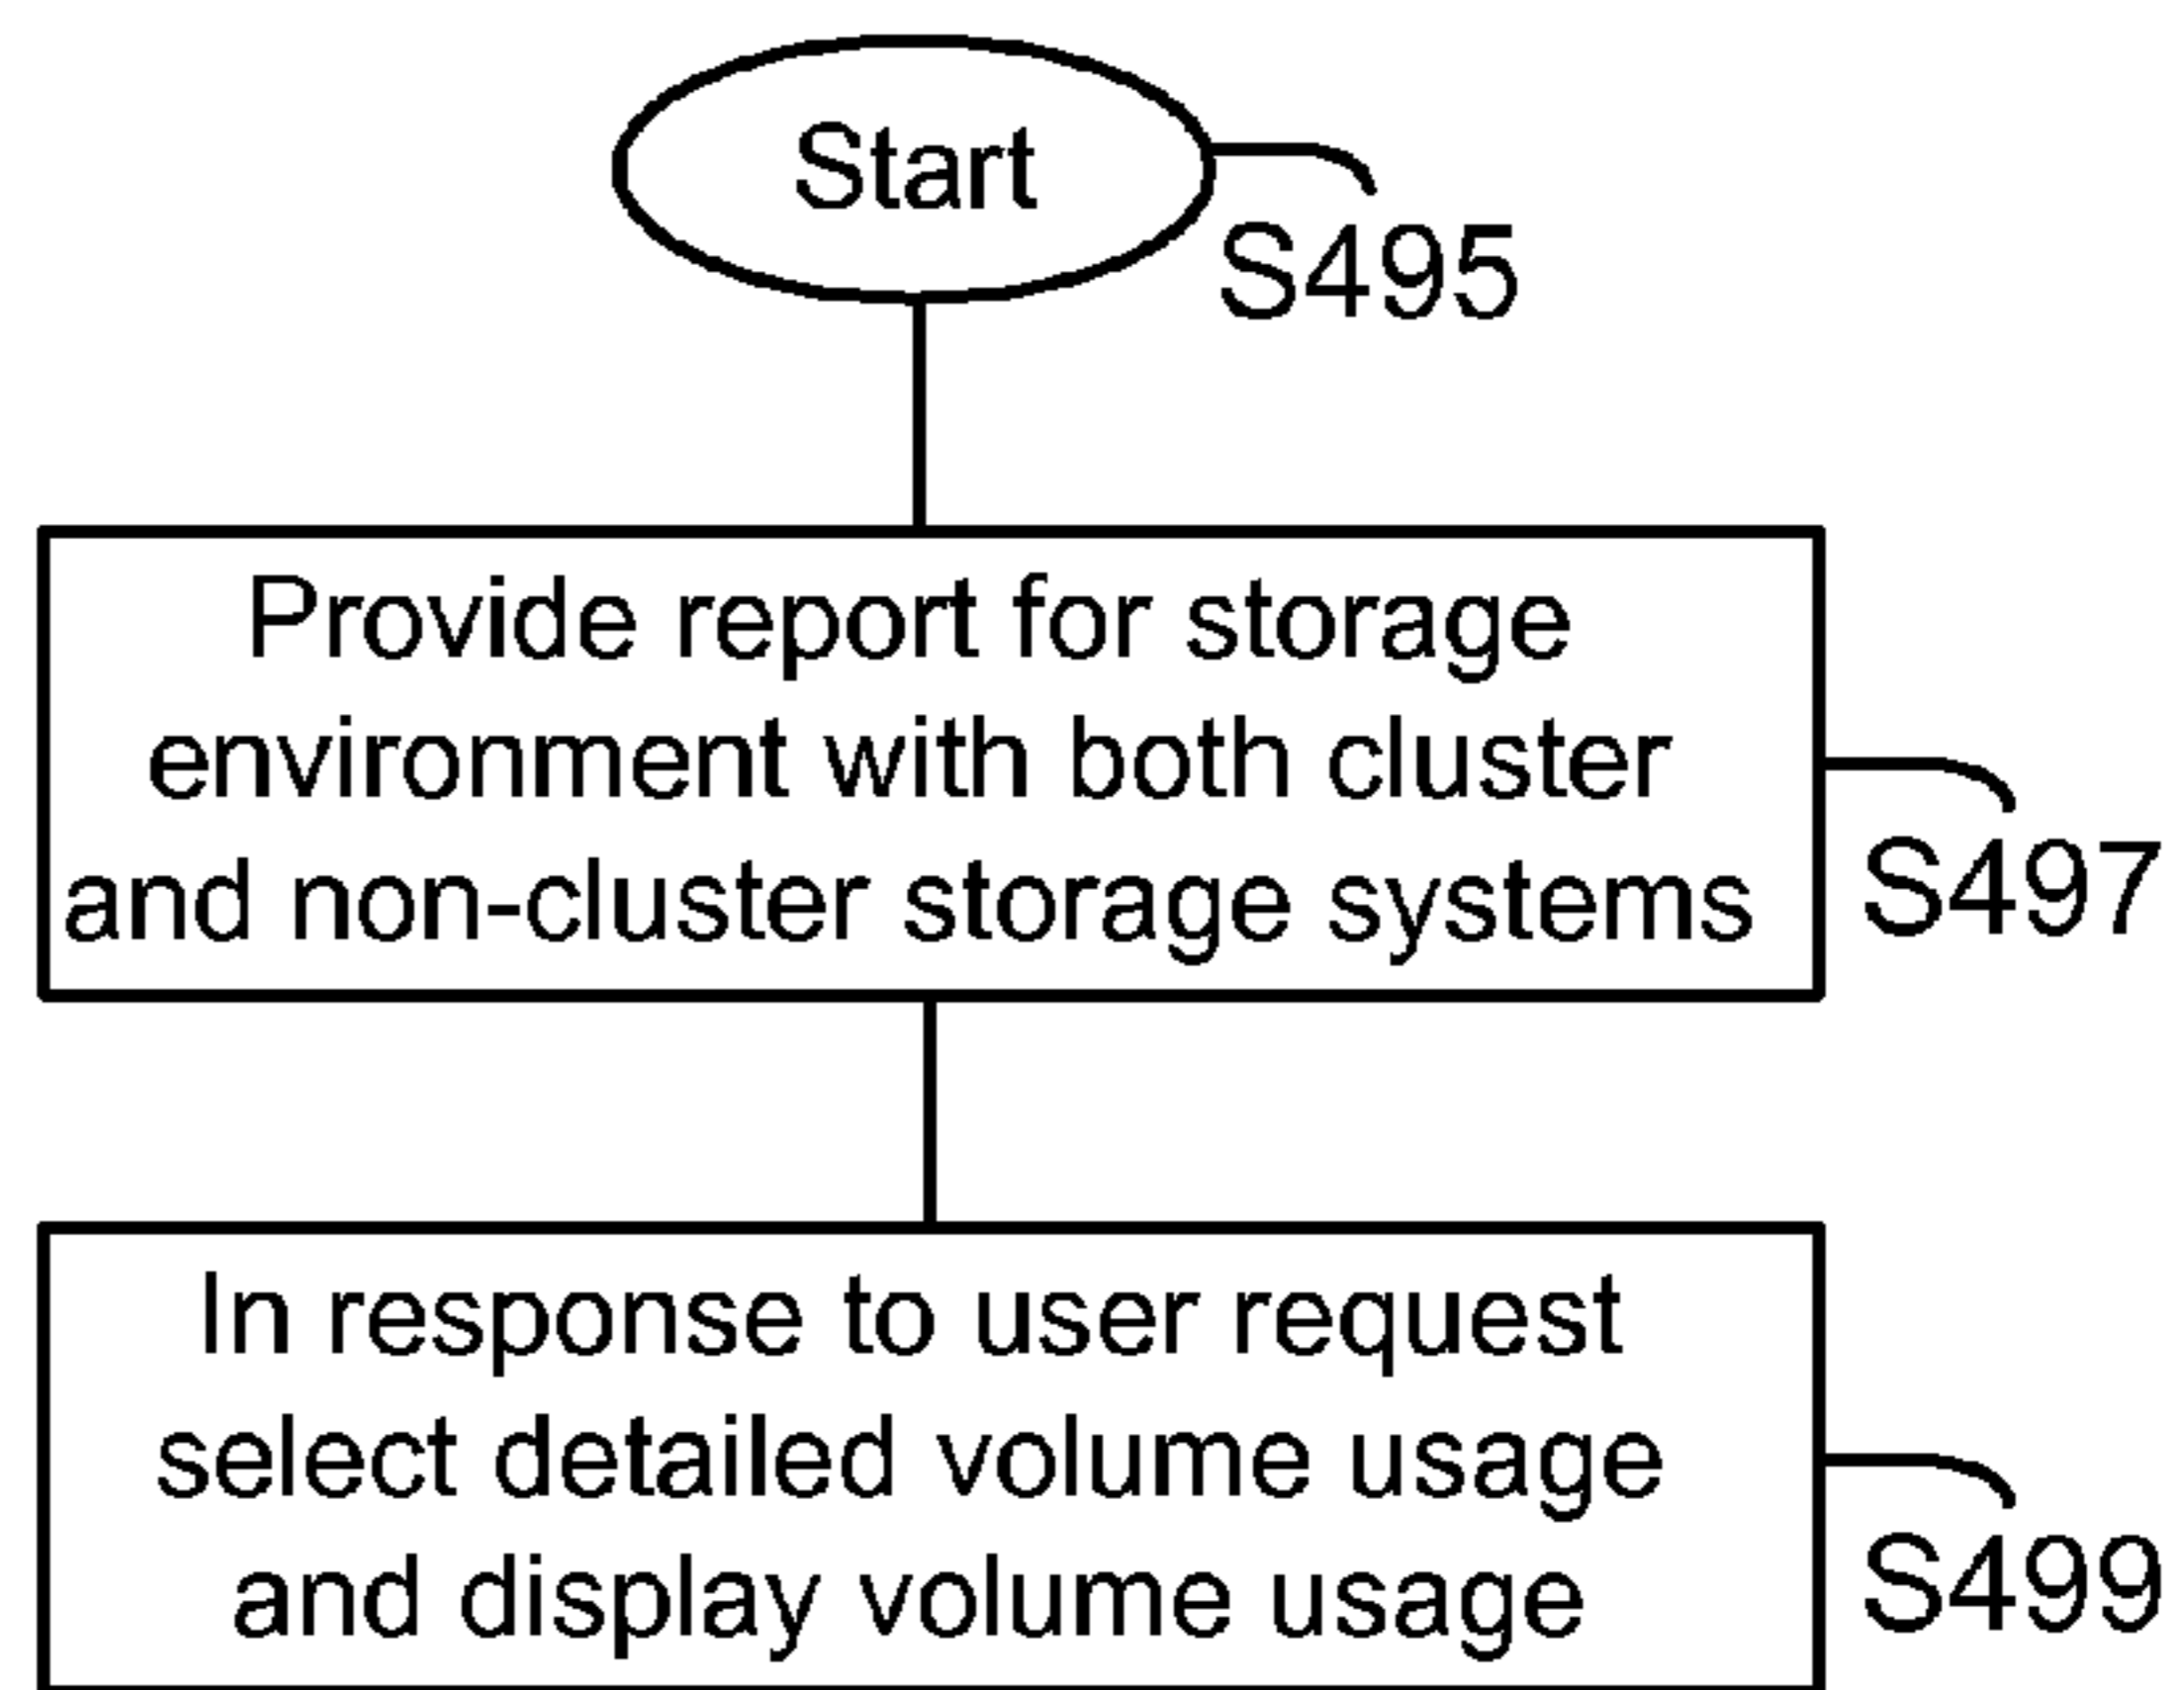 Start
S495
Provide report for storage
environment with both cluster
and non-cluster storage systems
S497
In response to user request
select detailed volume usage
and display volume usage
S499